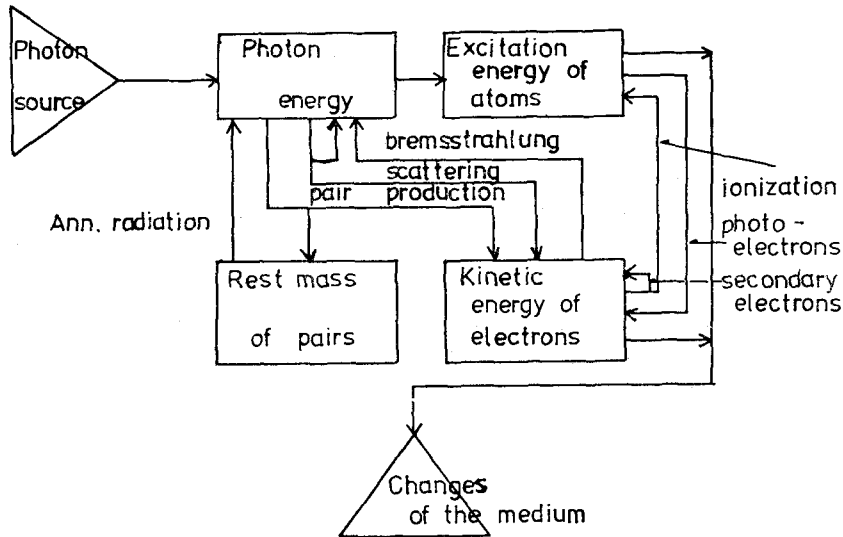 Photon
source
Photon
energy
Excitation
energy of
atoms
bremsstrahlung
scattering
pair production
Ann. radiation
ionization
photo-
electrons
secondary
electrons
Rest mass
of pairs
Kinetic
energy of
electrons
Changes
of the medium